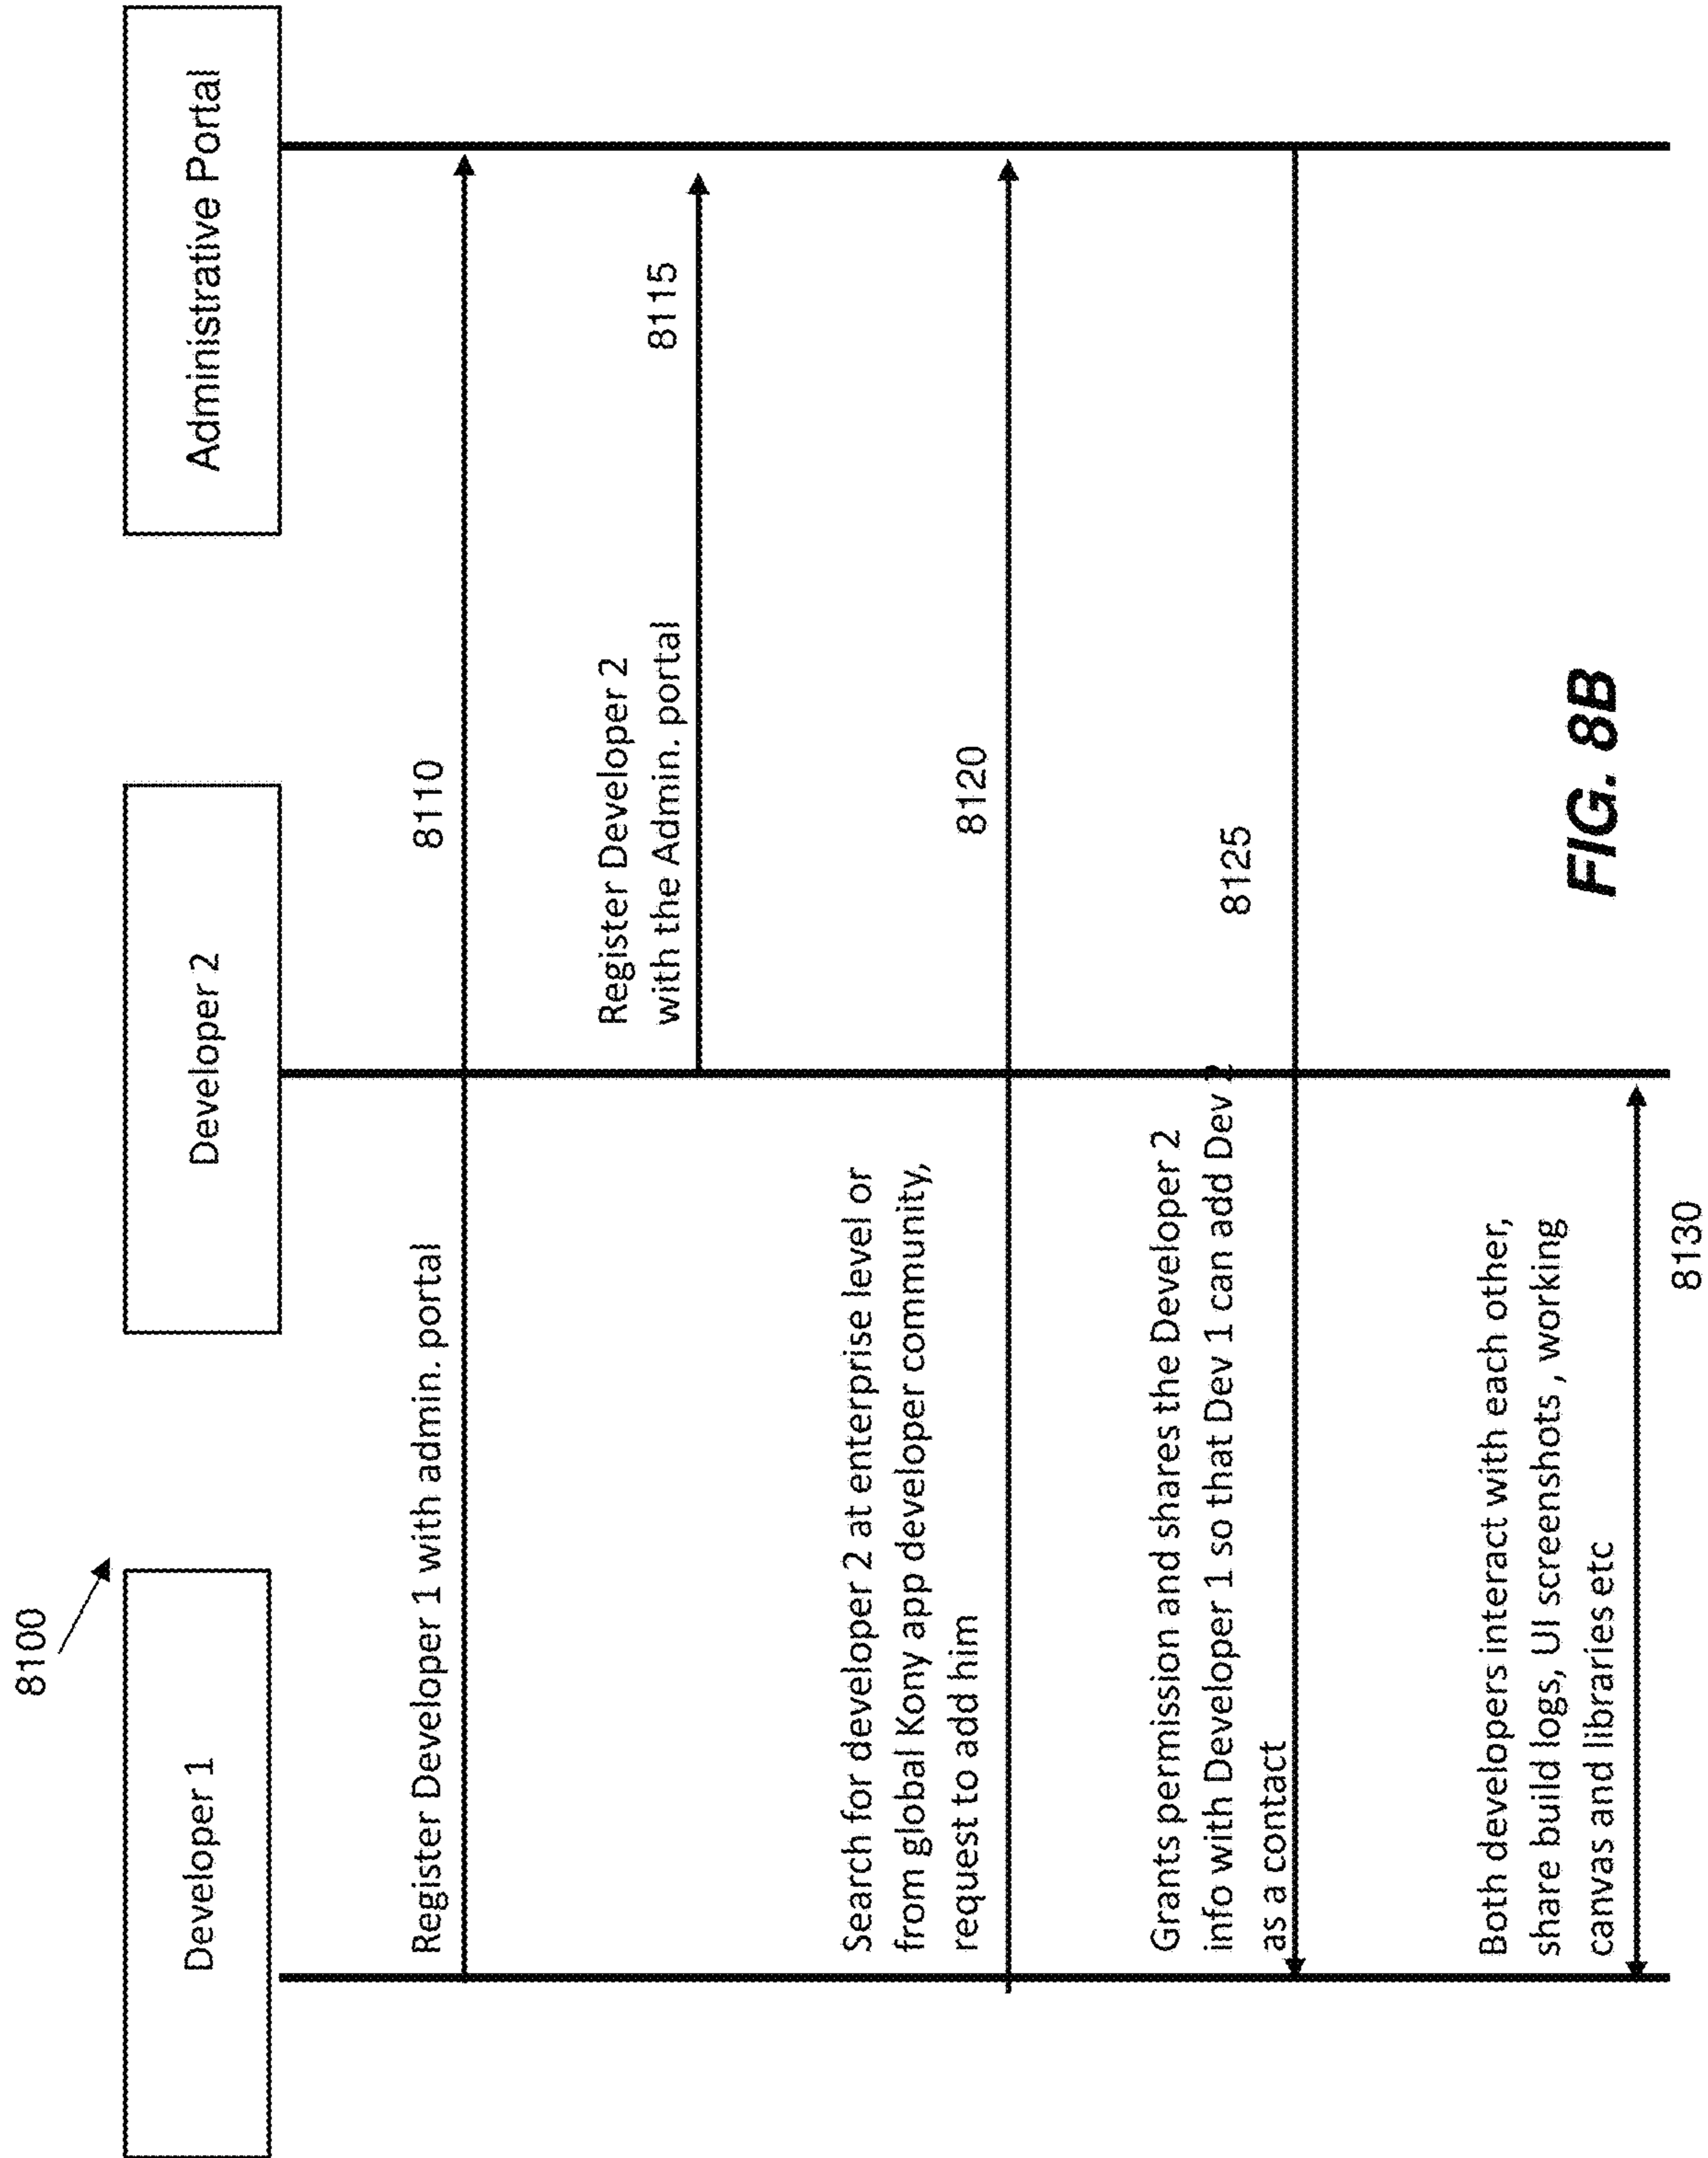 8100
Developer 1
Developer 2
Administrative Portal
Register Developer 1 with admin. portal
8110
Register Developer 2
with the Admin. portal
8115
Search for devloper 2 at enterprise level or
from global Kony app developer community,
request to add him
8120
Grants permission and shares the Developer 2
info with Developer 1 so that Dev 1 can add Dev 2
as a contact
8125
Both developers interact with each other,
share build logs, UI screenshots , working
canvas and libraries etc
8130
FIG. 8B